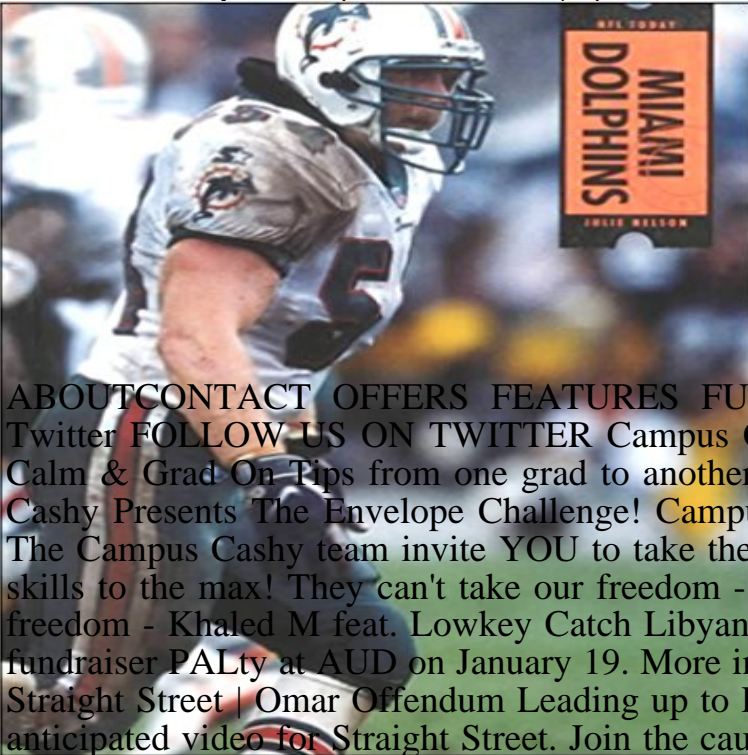 NFL TODAY
MIAMI
DOLPHINS
JULIE NELSON
5
ABOUTCONTACT OFFERS FEATURES FU
Twitter FOLLOW US ON TWITTER Campus
Calm & Grad On Tips from one grad to another
Cashy Presents The Envelope Challenge! Campu
The Campus Cashy team invite YOU to take the
skills to the max! They can't take our freedom -
freedom - Khaled M feat. Lowkey Catch Libyan
fundraiser PALty at AUD on January 19. More in
Straight Street | Omar Offendum Leading up to
anticipated video for Straight Street. Join the cau